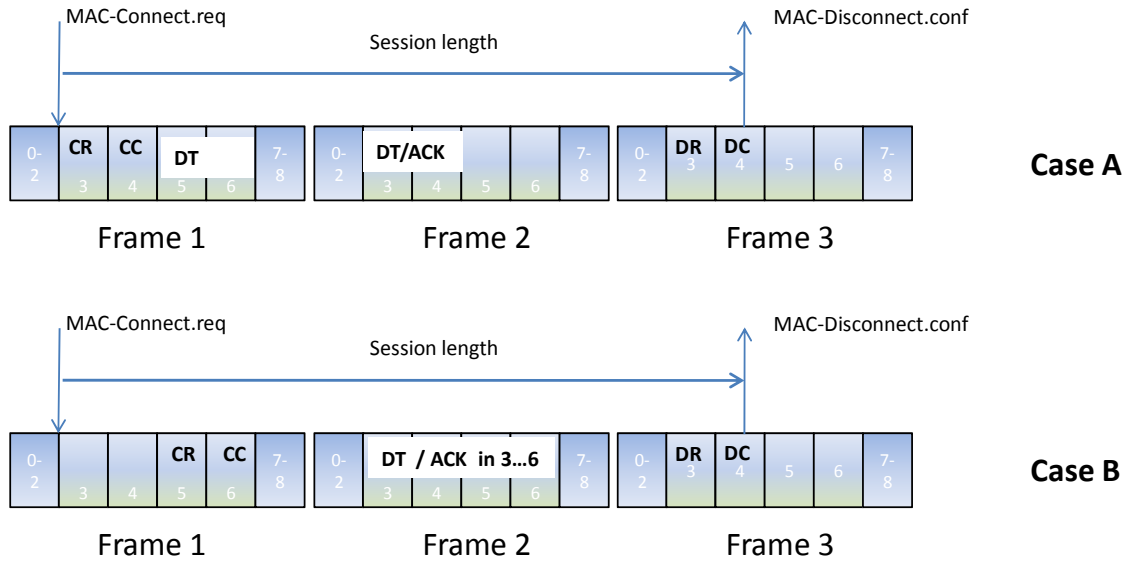 MAC-Connect.req
MAC-Disconnect.conf
Session length
0-
2
CR
3
CC
4
DT
5
6
7-
8
0-
2
DT/ACK
3
4
5
6
7-
8
0-
2
DR
3
DC
4
5
6
7-
8
Case A
Frame 1
Frame 2
Frame 3
MAC-Connect.req
MAC-Disconnect.conf
Session length
0-
2
3
4
CR
5
CC
6
7-
8
0-
2
DT / ACK in 3...6
3
4
5
6
7-
8
0-
2
DR
3
DC
4
5
6
7-
8
Case B
Frame 1
Frame 2
Frame 3